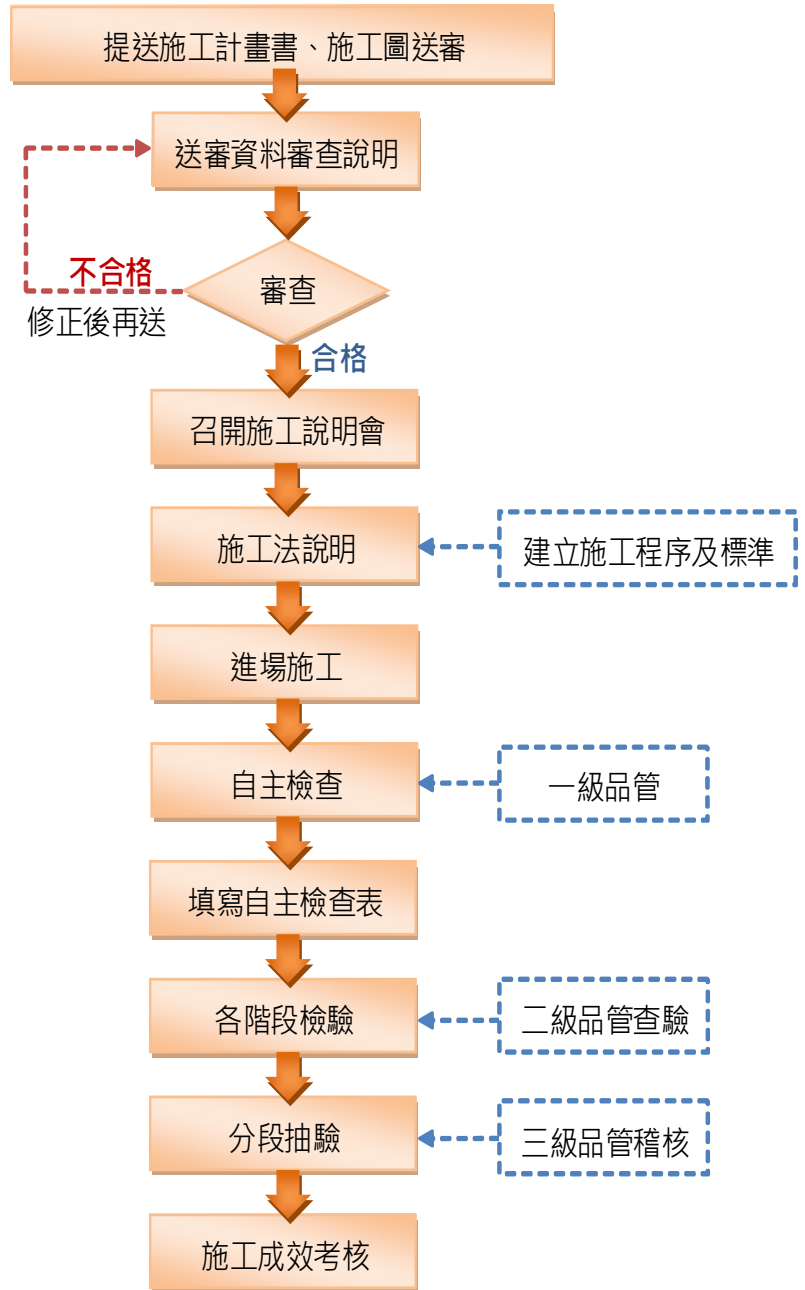 提送施工計畫書、施工圖送審
送審資料審查說明
不合格
審查
修正後再送
合格
召開施工說明會
施工法說明
建立施工程序及標準
進場施工
自主檢查
一級品管
填寫自主檢查表
各階段檢驗
二級品管查驗
分段抽驗
三級品管稽核
施工成效考核